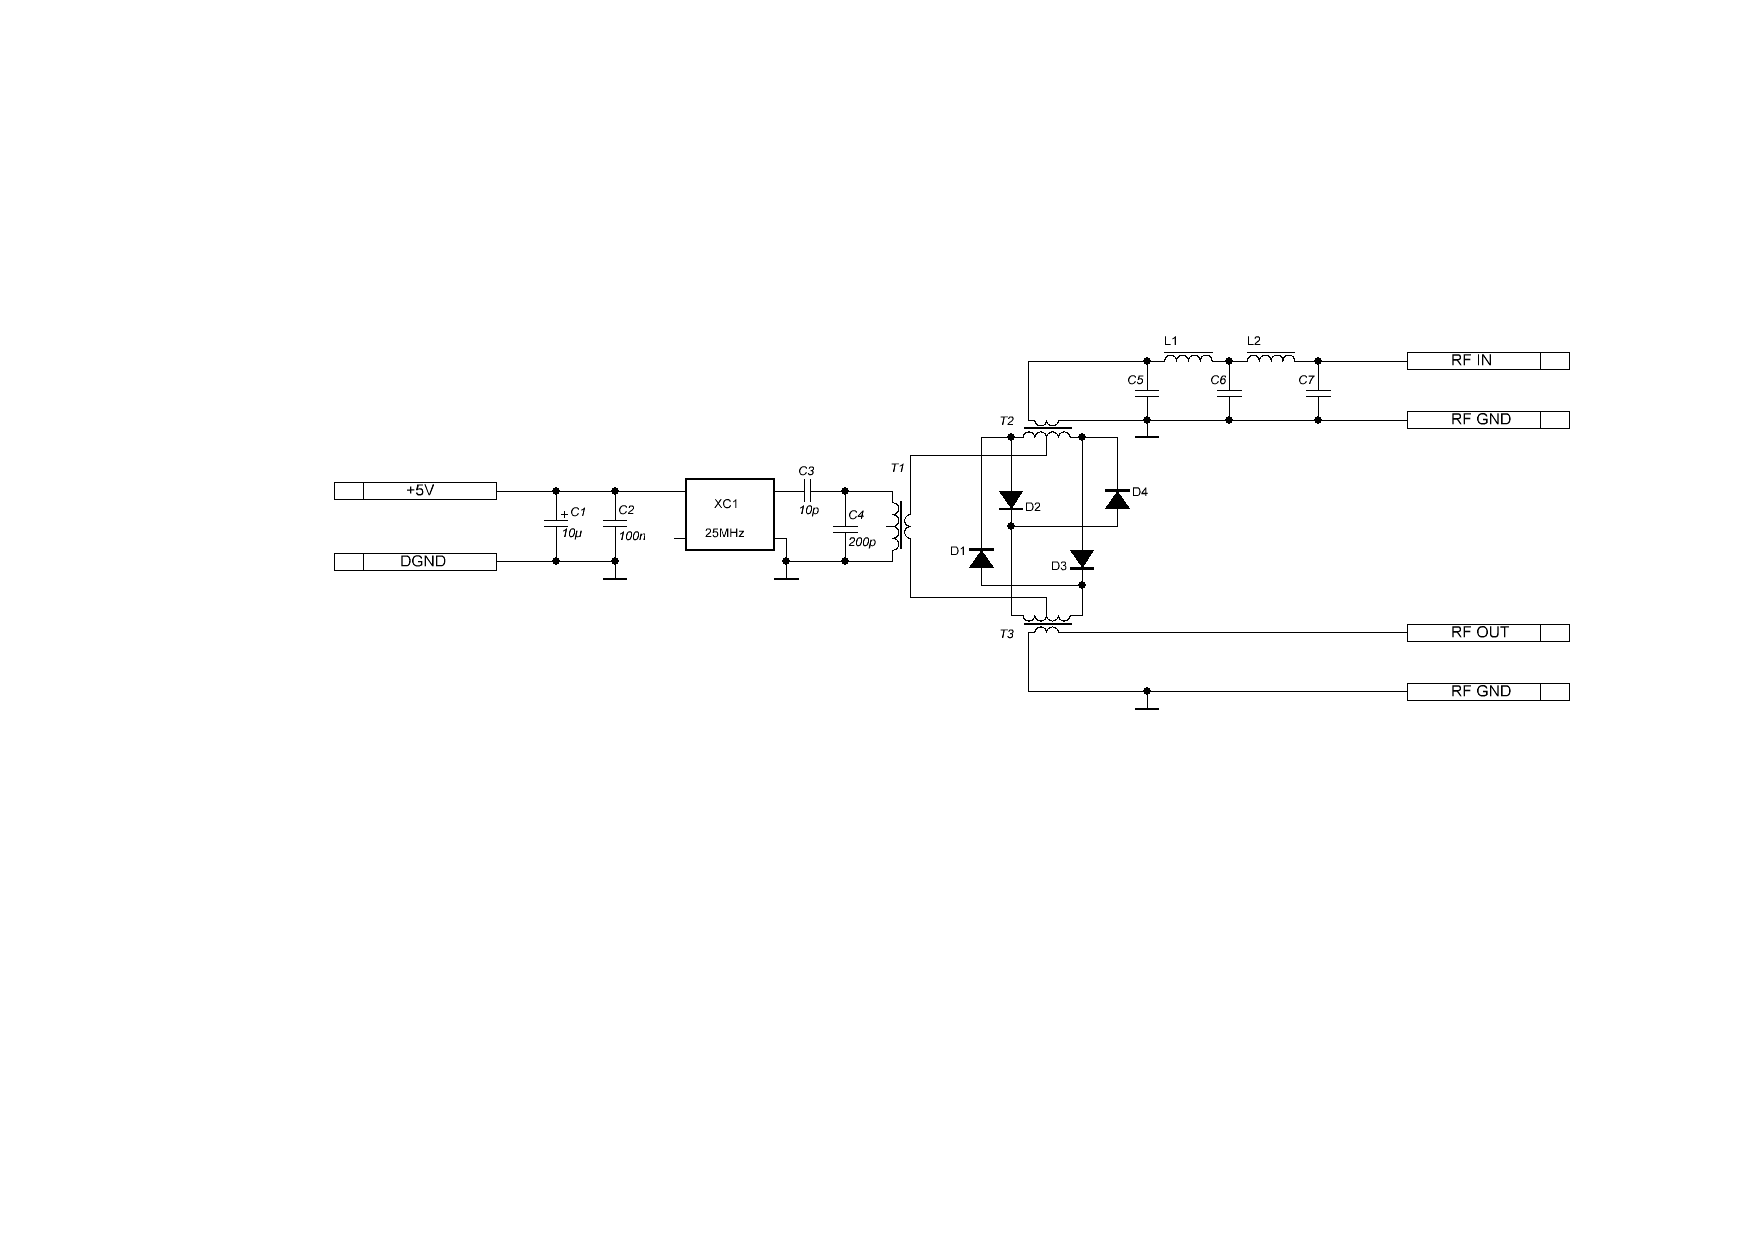 L1
L2
RF IN
C5
C6
C7
T2
RF GND
T1
C3
D4
+5V
XC1
10p
D2
+
C1
C2
C4
10µ
100n
25MHz
200p
D1
D3
DGND
T3
RF OUT
RF GND